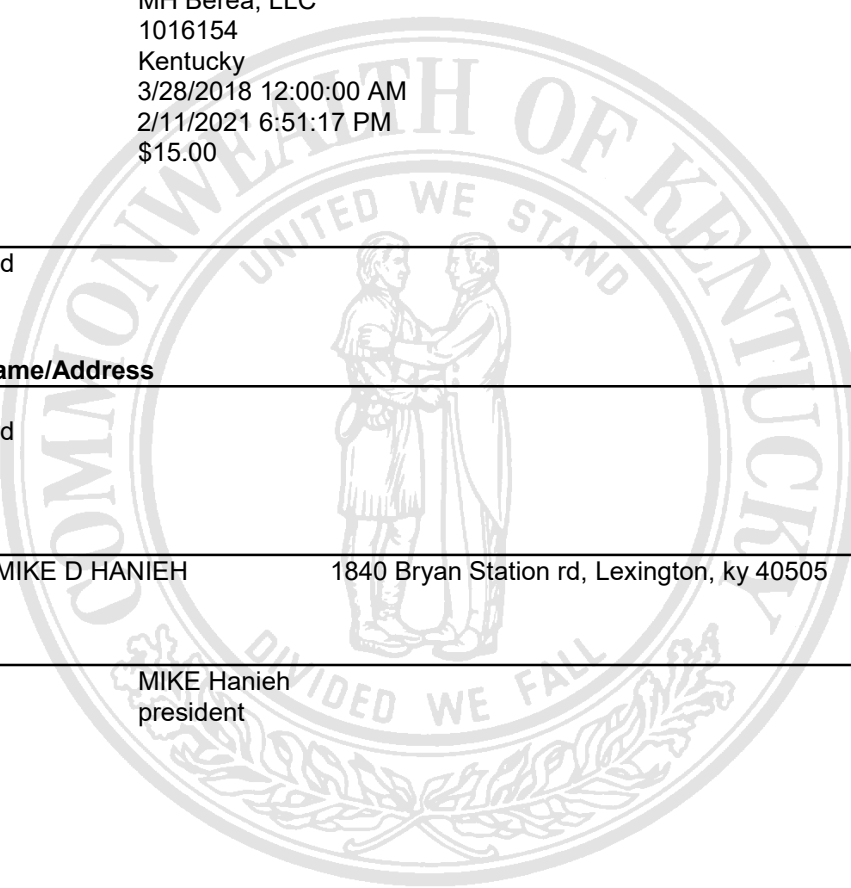 MH Berea, LLC
1016154
Kentucky
3/28/2018 12:00:00 AM
2/11/2021 6:51:17 PM
$15.00
COMMONWEALTH OF KENTUCKY
UNITED WE STAND
d
ame/Address
d
MIKE D HANIEH 1840 Bryan Station rd, Lexington, ky 40505
DIVIDED WE FALL
MIKE Hanieh
president